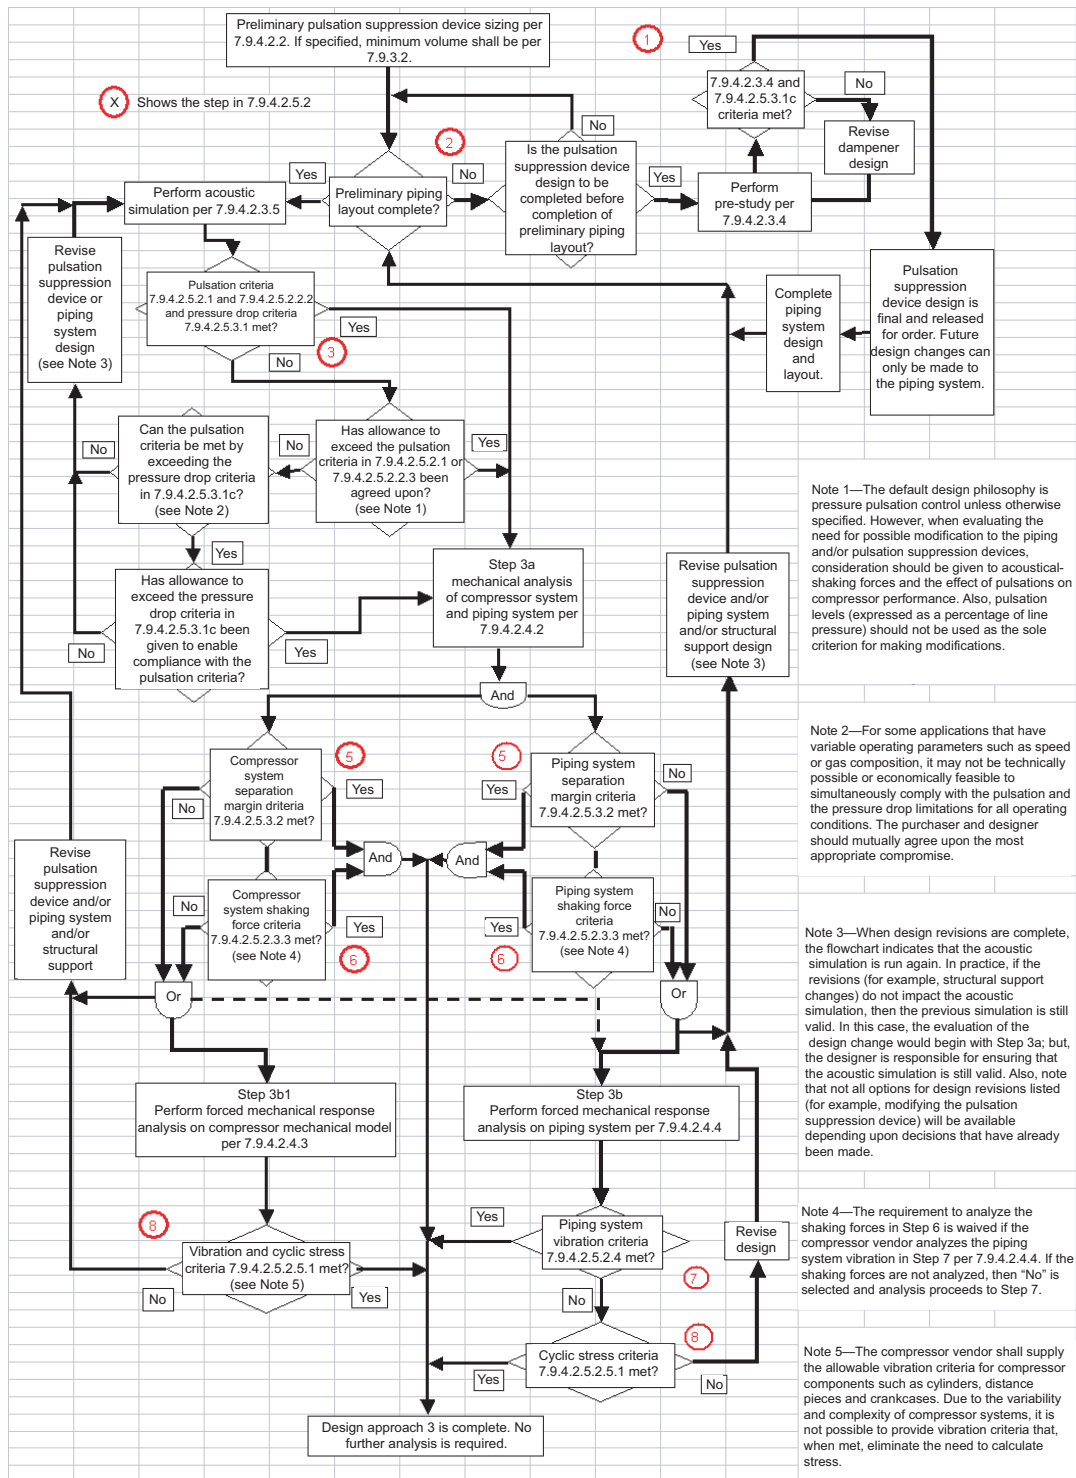 Preliminary pulsation suppression device sizing per
7.9.4.2.2. If specified, minimum volume shall be per
7.9.3.2.
X Shows the step in 7.9.4.2.5.2
1
Yes
7.9.4.2.3.4 and
7.9.4.2.5.3.1c
criteria met?
No
Revise
dampener
design
No
2
Is the pulsation
suppression device
design to be
completed before
completion of
preliminary piping
layout?
Yes
Perform
pre-study per
7.9.4.2.3.4
No
Preliminary piping
layout complete?
Yes
Perform acoustic
simulation per 7.9.4.2.3.5
Revise
pulsation
suppression
device or
piping
system
design
(see Note 3)
Pulsation criteria
7.9.4.2.5.2.1 and 7.9.4.2.5.2.2.2
and pressure drop criteria
7.9.4.2.5.3.1 met?
Yes
No
3
Complete
piping
system
design
and
layout.
Pulsation
suppression
device design is
final and released
for order. Future
design changes can
only be made to
the piping system.
No
Can the pulsation
criteria be met by
exceeding the
pressure drop criteria
in 7.9.4.2.5.3.1c?
(see Note 2)
No
Has allowance to
exceed the pulsation
criteria in 7.9.4.2.5.2.1 or
7.9.4.2.5.2.2.3 been
agreed upon?
(see Note 1)
Yes
Yes
Has allowance to
exceed the pressure
drop criteria in
7.9.4.2.5.3.1c been
given to enable
compliance with the
pulsation criteria?
No
Yes
Step 3a
mechanical analysis
of compressor system
and piping system per
7.9.4.2.4.2
Revise pulsation
suppression
device and/or
piping system
and/or structural
support design
(see Note 3)
Note 1—The default design philosophy is
pressure pulsation control unless otherwise
specified. However, when evaluating the
need for possible modification to the piping
and/or pulsation suppression devices,
consideration should be given to acoustical-
shaking forces and the effect of pulsations on
compressor performance. Also, pulsation
levels (expressed as a percentage of line
pressure) should not be used as the sole
criterion for making modifications.
And
Compressor
system
separation
margin driteria
7.9.4.2.5.3.2 met?
5
No
Yes
5
Yes
Piping system
separation
margin criteria
7.9.4.2.5.3.2 met?
No
Note 2—For some applications that have
variable operating parameters such as speed
or gas composition, it may not be technically
possible or economically feasible to
simultaneously comply with the pulsation and
the pressure drop limitations for all operating
conditions. The purchaser and designer
should mutually agree upon the most
appropriate compromise.
Revise
pulsation
suppression
device and/or
piping system
and/or
structural
support
And
And
No
Compressor
system shaking
force criteria
7.9.4.2.5.2.3.3 met?
(see Note 4)
Yes
6
Yes
6
Piping system
shaking force
criteria
7.9.4.2.5.2.3.3 met?
(see Note 4)
No
Or
Or
Note 3—When design revisions are complete,
the flowchart indicates that the acoustic
simulation is run again. In practice, if the
revisions (for example, structural support
changes) do not impact the acoustic
simulation, then the previous simulation is still
valid. In this case, the evaluation of the
design change would begin with Step 3a; but,
the designer is responsible for ensuring that
the acoustic simulation is still valid. Also, note
that not all options for design revisions listed
(for example, modifying the pulsation
suppression device) will be available
depending upon decisions that have already
been made.
Step 3b1
Perform forced mechanical response
analysis on compressor mechanical model
per 7.9.4.2.4.3
Step 3b
Perform forced mechanical response
analysis on piping system per 7.9.4.2.4.4
8
Vibration and cyclic stress
criteria 7.9.4.2.5.2.5.1 met?
(see Note 5)
No
Yes
Yes
Piping system
vibration criteria
7.9.4.2.5.2.4 met?
7
No
Revise
design
Note 4—The requirement to analyze the
shaking forces in Step 6 is waived if the
compressor vendor analyzes the piping
system vibration in Step 7 per 7.9.4.2.4.4. If the
shaking forces are not analyzed, then “No” is
selected and analysis proceeds to Step 7.
8
Cyclic stress criteria
7.9.4.2.5.2.5.1 met?
Yes
No
Note 5—The compressor vendor shall supply
the allowable vibration criteria for compressor
components such as cylinders, distance
pieces and crankcases. Due to the variability
and complexity of compressor systems, it is
not possible to provide vibration criteria that,
when met, eliminate the need to calculate
stress.
Design approach 3 is complete. No
further analysis is required.